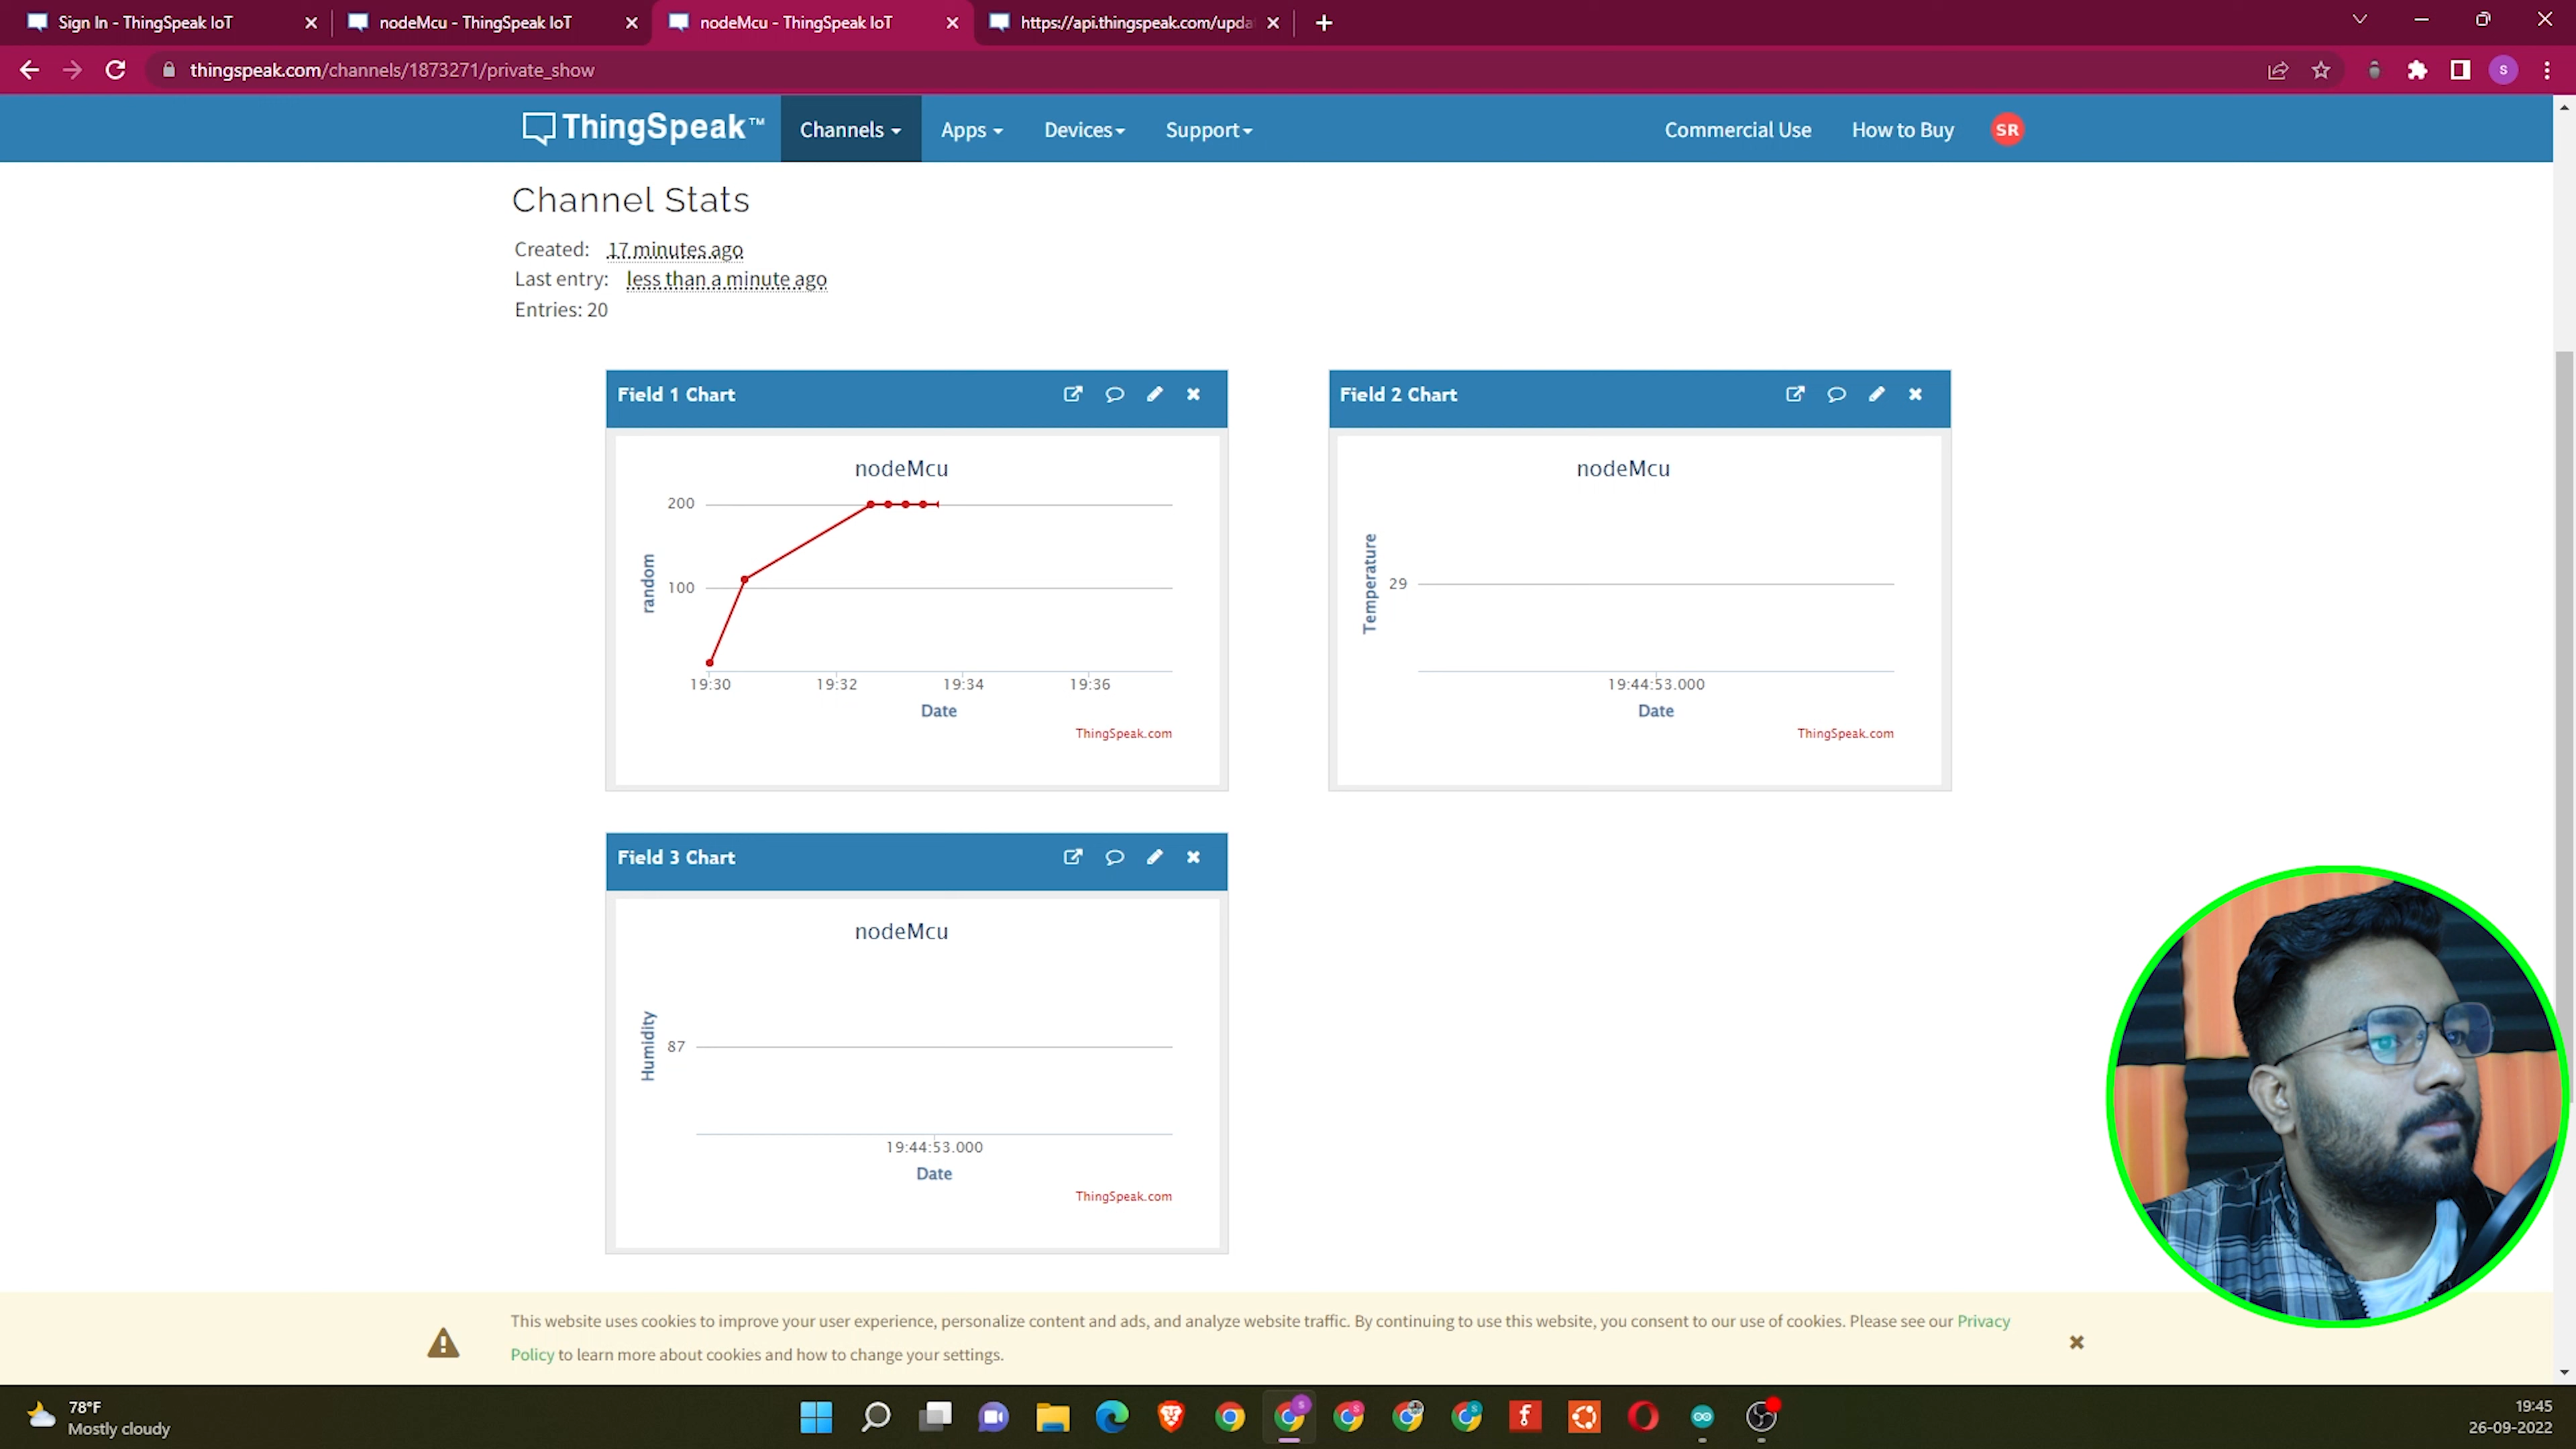 Sign In - ThingSpeak IoT
nodeMcu - ThingSpeak IoT
nodeMcu - ThingSpeak IoT
https://api.thingspeak.com/upda
thingspeak.com/channels/1873271/private_show
S
ThingSpeak™
Channels
Apps
Devices
Support
Commercial Use
How to Buy
SR
Channel Stats
Created: 17 minutes ago
Last entry: less than a minute ago
Entries: 20
Field 1 Chart
nodeMcu
200
100
random
19:30
19:32
19:34
19:36
Date
ThingSpeak.com
Field 2 Chart
nodeMcu
Temperature
29
19:44:53.000
Date
ThingSpeak.com
Field 3 Chart
nodeMcu
Humidity
87
19:44:53.000
Date
ThingSpeak.com
This website uses cookies to improve your user experience, personalize content and ads, and analyze website traffic. By continuing to use this website, you consent to our use of cookies. Please see our Privacy
Policy to learn more about cookies and how to change your settings.
78°F
Mostly cloudy
19:45
26-09-2022